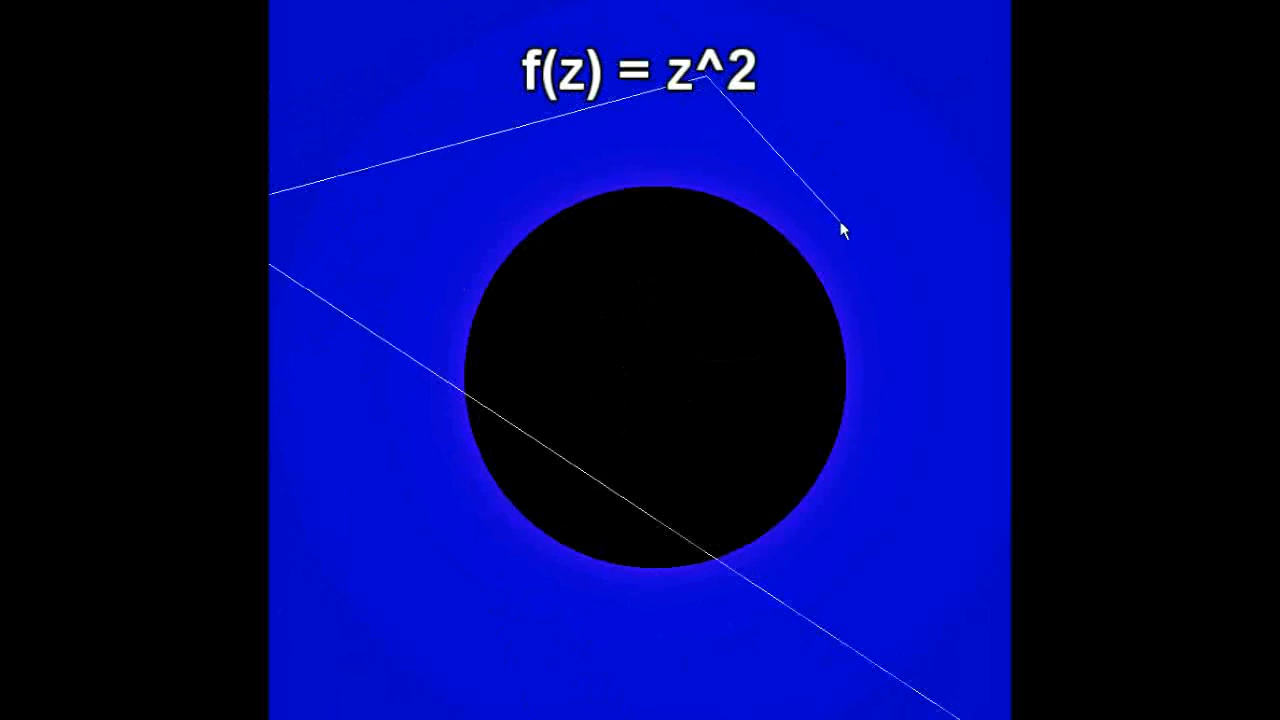 f(z) = z^2